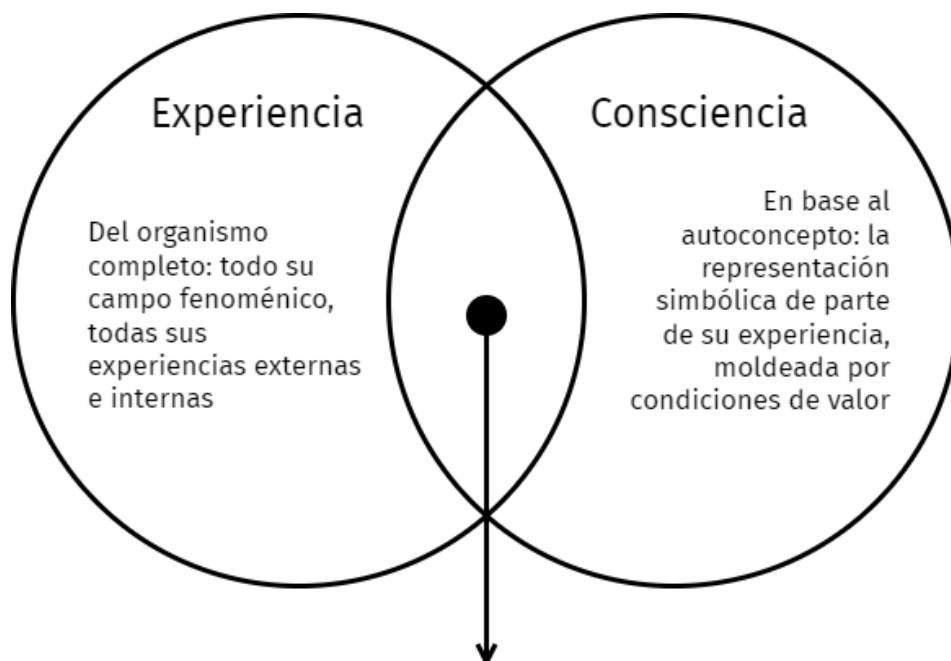 Experiencia
Del organismo
completo: todo su
campo fenoménico,
todas sus
experiencias externas
e internas
Consciencia
En base al
autoconcepto: la
representación
simbólica de parte
de su experiencia,
moldeada por
condiciones de valor